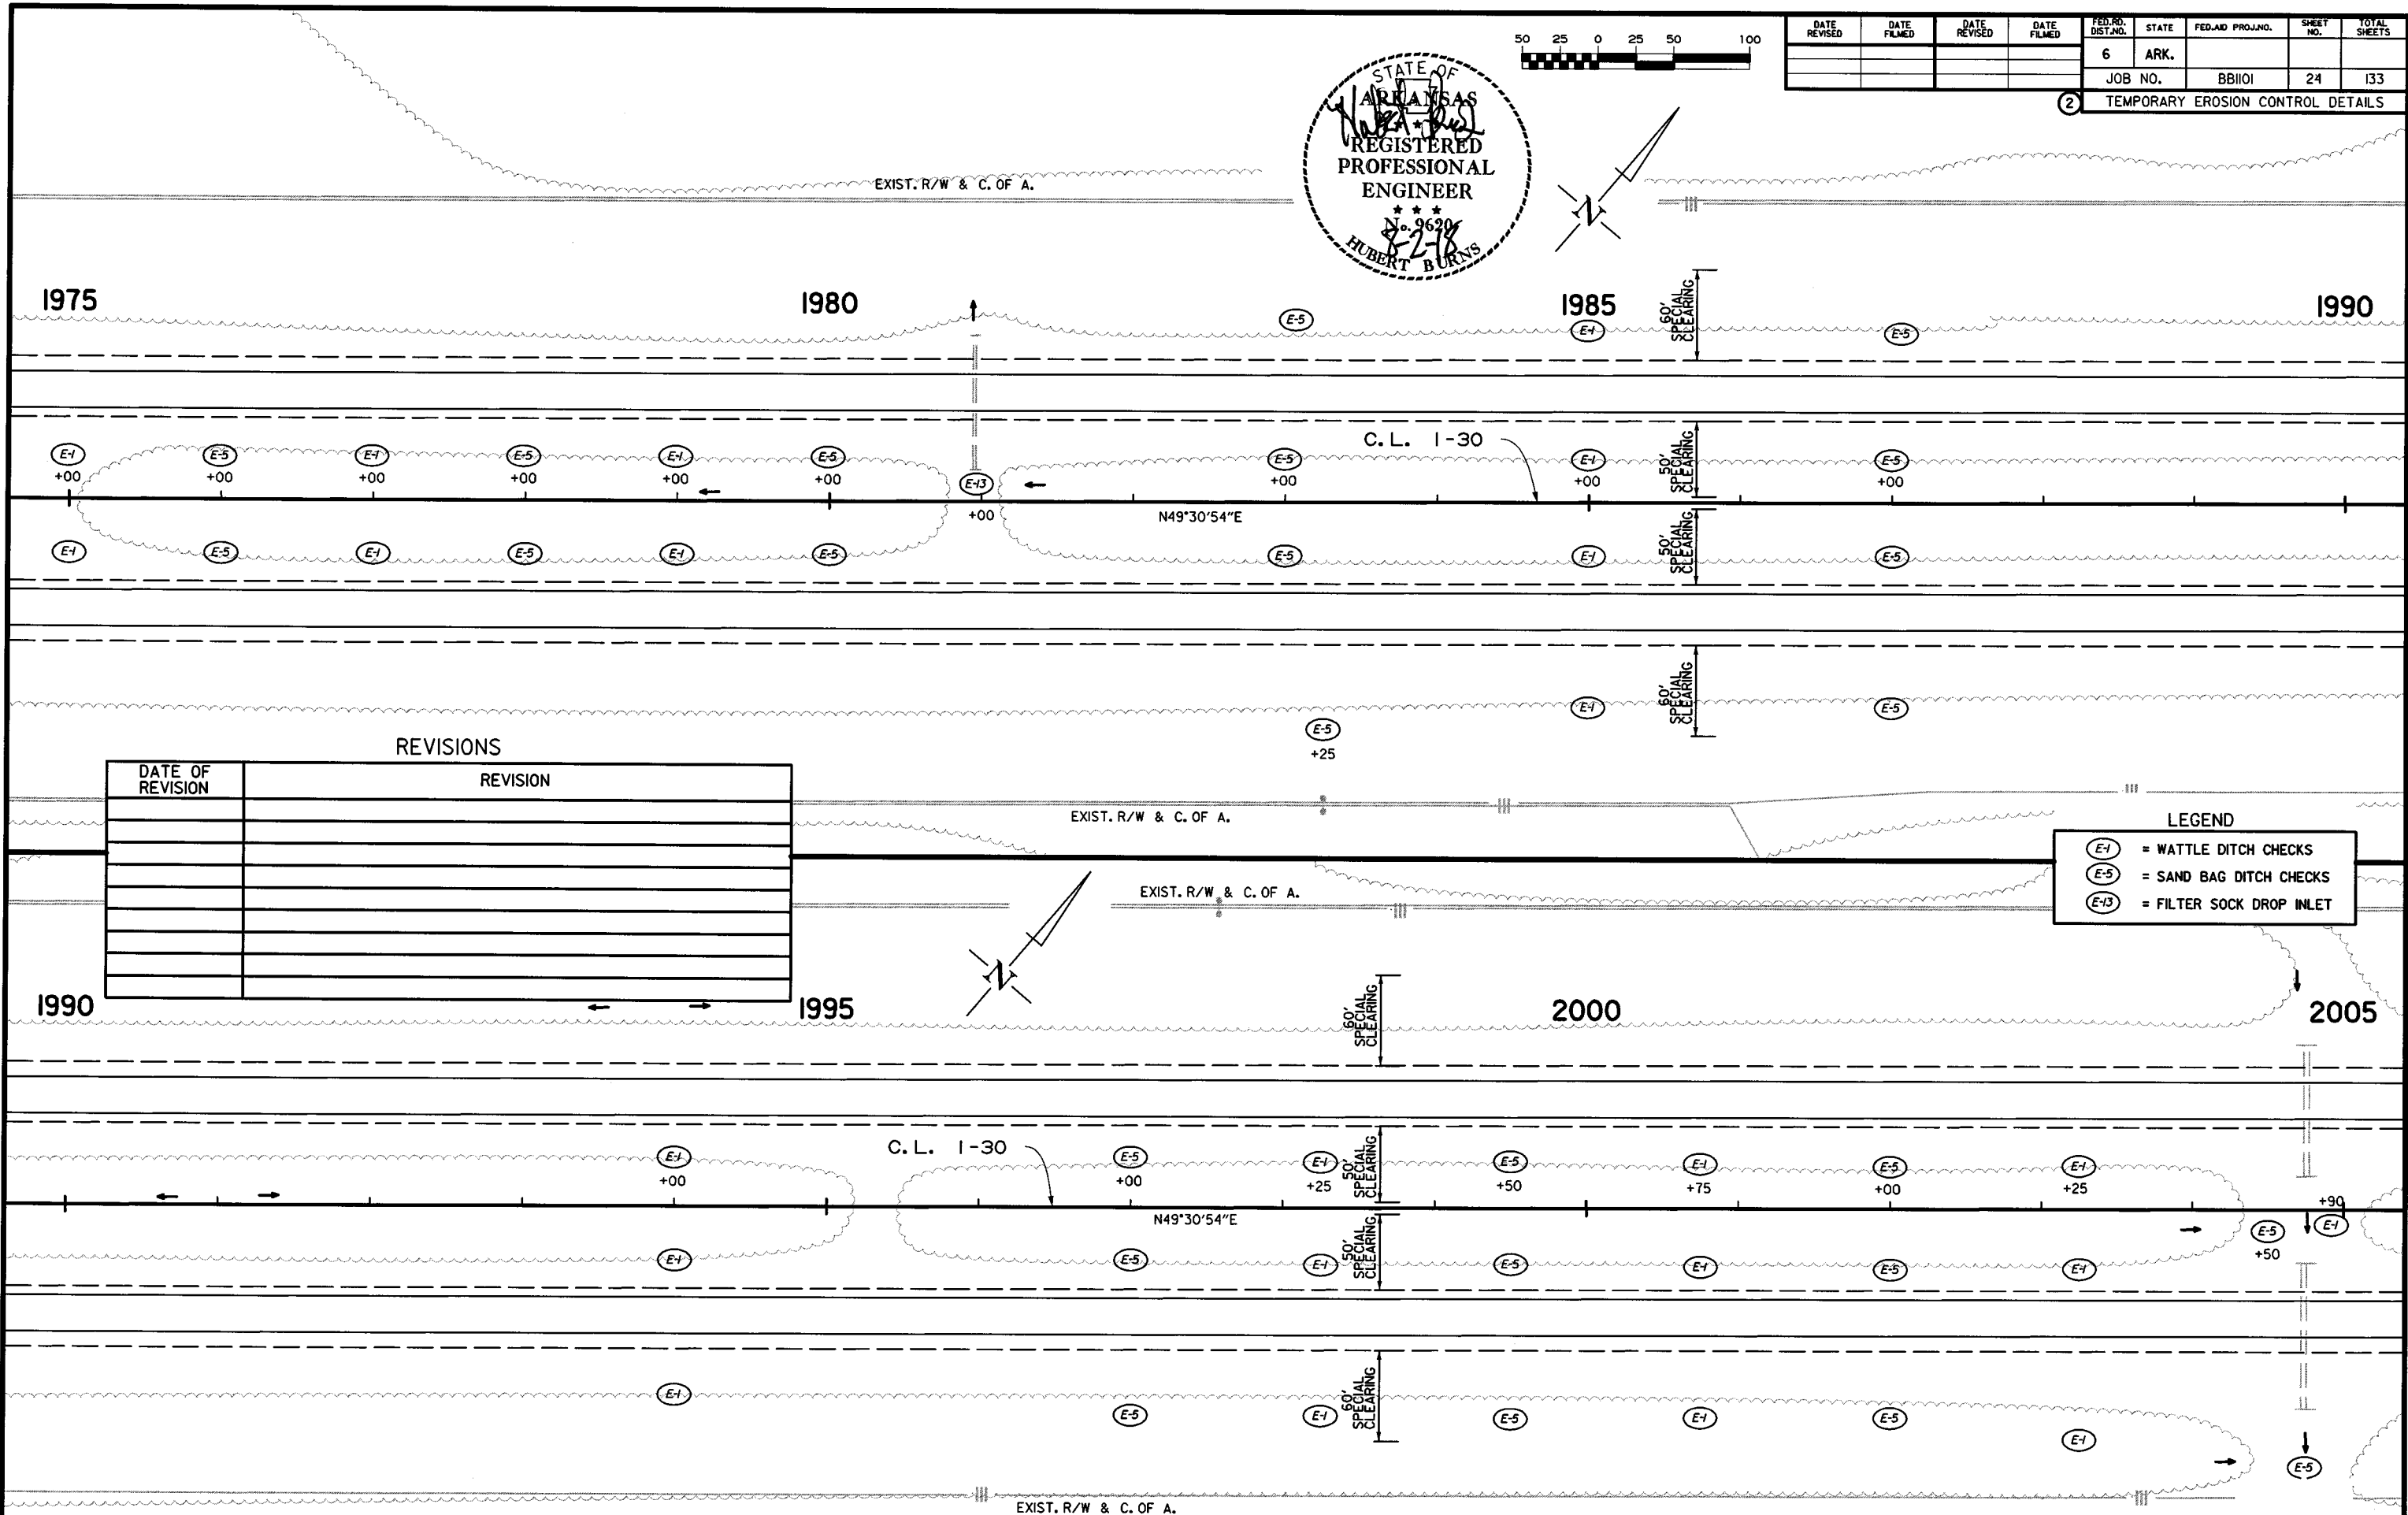 50 25 0 25 50 100
DATE REVISED
DATE FILMED
DATE REVISED
DATE FILMED
FED.RD. DIST.NO.
STATE
FED.AID PROJ.NO.
SHEET NO.
TOTAL SHEETS
6 ARK.
JOB NO. BB1101 24 133
2 TEMPORARY EROSION CONTROL DETAILS
STATE OF
ARKANSAS
REGISTERED
PROFESSIONAL
ENGINEER
No. 9620
8-2-18
HUBERT BURNS
N
EXIST. R/W & C. OF A.
1975 1980 1985 1990
60' SPECIAL CLEARING
E-5 E-1 E-5
C.L. I-30
50' SPECIAL CLEARING
E-1 E-5 E-1 E-5 E-1 E-5 E-13 E-5 E-1 E-5
+00 +00 +00 +00 +00 +00 +00 +00 +00
+00
N49°30'54"E
50' SPECIAL CLEARING
E-1 E-5 E-1 E-5 E-1 E-5 E-5 E-1 E-5
60' SPECIAL CLEARING
E-5 E-1 E-5
+25
REVISIONS
DATE OF REVISION
REVISION
EXIST. R/W & C. OF A.
LEGEND
E-1 = WATTLE DITCH CHECKS
E-5 = SAND BAG DITCH CHECKS
E-13 = FILTER SOCK DROP INLET
EXIST. R/W & C. OF A.
N
1990 1995 2000 2005
60' SPECIAL CLEARING
C.L. I-30
50' SPECIAL CLEARING
E-1 E-5 E-1 E-5 E-1 E-5 E-1
+00 +00 +25 +50 +75 +00 +25
+90
N49°30'54"E
E-5 E-1
+50
50' SPECIAL CLEARING
E-1 E-5 E-1 E-5 E-1 E-5 E-1
60' SPECIAL CLEARING
E-1 E-5 E-1 E-5 E-1 E-5 E-1
E-5
EXIST. R/W & C. OF A.